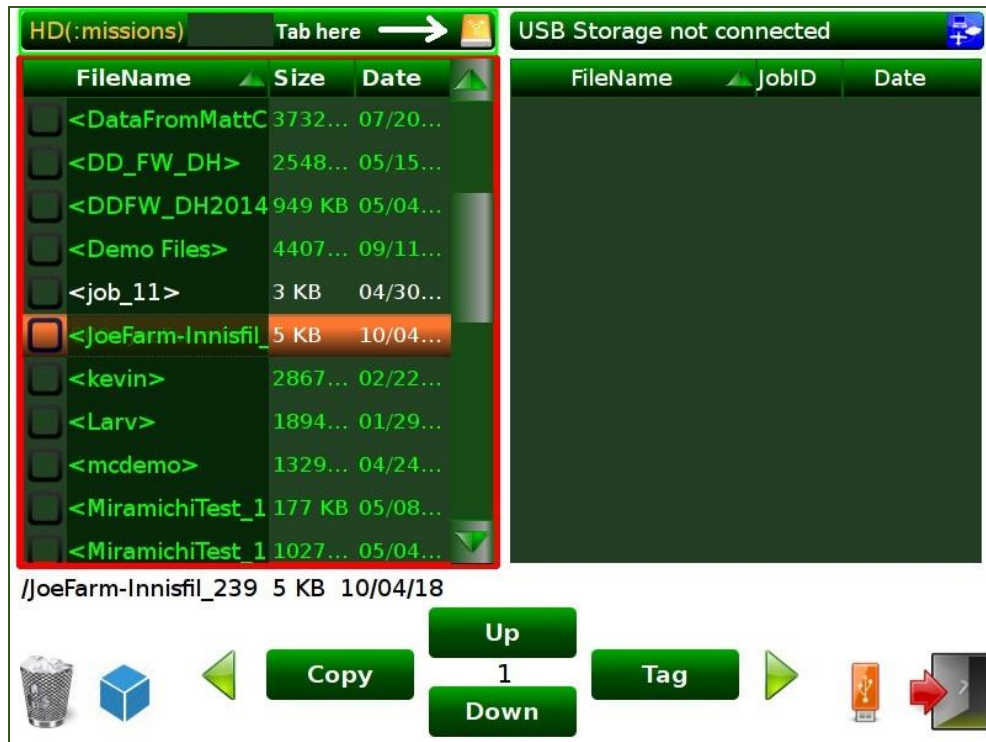 HD(:missions) Tab here
FileName Size Date
<DataFromMattC 3732... 07/20...
<DD_FW_DH> 2548... 05/15...
<DDFW_DH2014 949 KB 05/04...
<Demo Files> 4407... 09/11...
<job_11> 3 KB 04/30...
<JoeFarm-Innisfil_ 5 KB 10/04...
<kevin> 2867... 02/22...
<Larv> 1894... 01/29...
<mcdemo> 1329... 04/24...
<MiramichiTest_1 177 KB 05/08...
<MiramichiTest_1 1027... 05/04...
USB Storage not connected
FileName JobID Date
/JoeFarm-Innisfil_239 5 KB 10/04/18
Up
Copy 1 Tag
Down